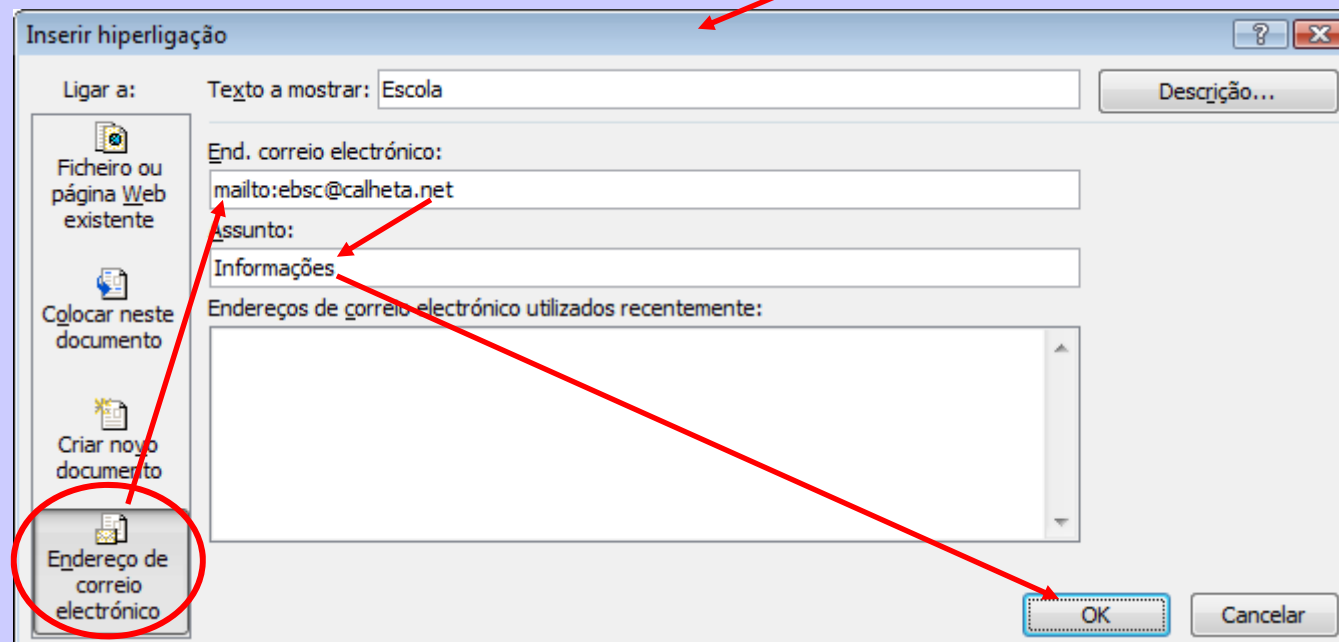 Inserir hiperligação
Ligar a:
Texto a mostrar: Escola
Descrição...
Ficheiro ou
página Web
existente
Colocar neste
documento
Criar novo
documento
Endereço de
correio
electrónico
End. correio electrónico:
mailto:ebsc@calheta.net
Assunto:
Informações
Endereços de correio electrónico utilizados recentemente:
OK
Cancelar